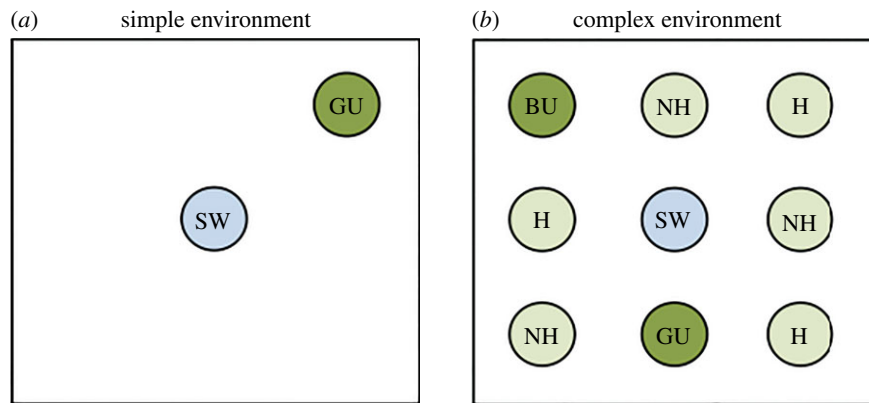 (a) simple environment
GU
SW
(b) complex environment
BU NH H
H SW NH
NH GU H